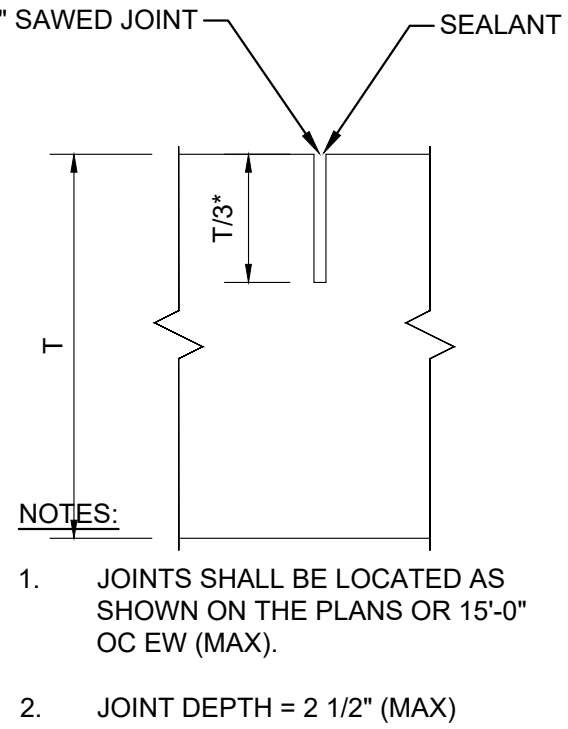 " SAWED JOINT
SEALANT
T/3*
T
NOTES:
1. JOINTS SHALL BE LOCATED AS
SHOWN ON THE PLANS OR 15'-0"
OC EW (MAX).
2. JOINT DEPTH = 2 1/2" (MAX)